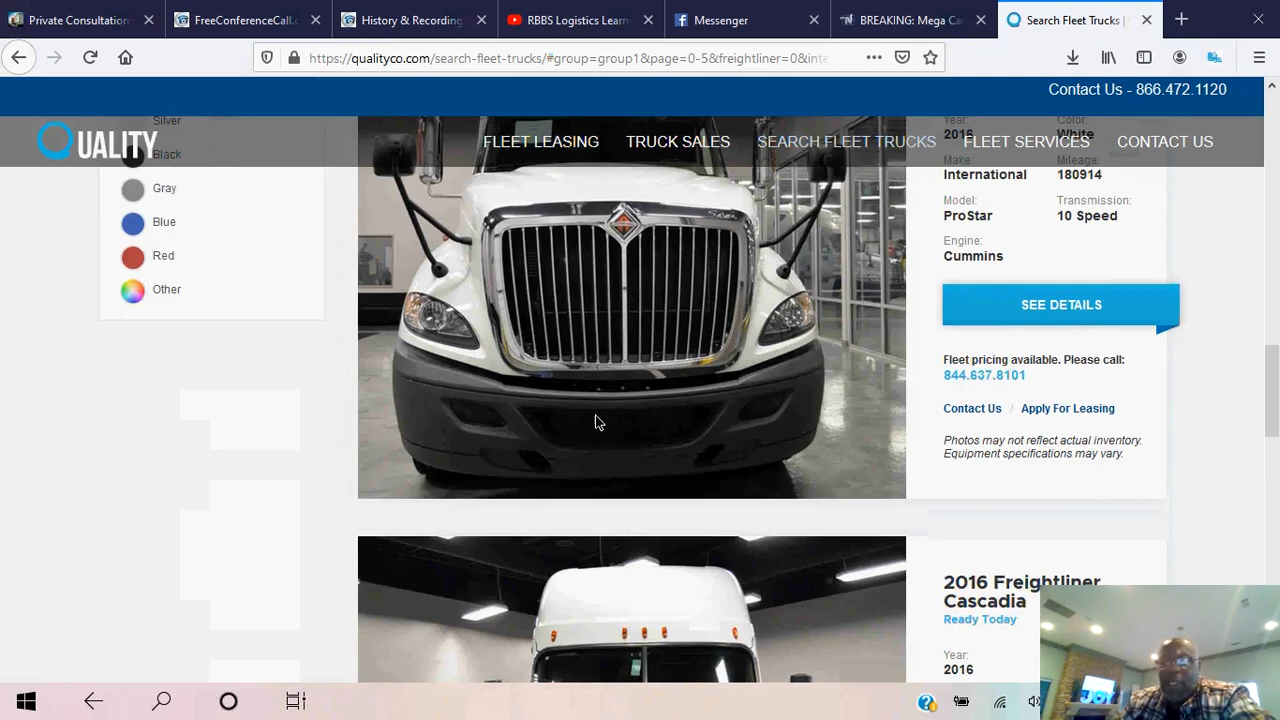 Private Consultation
FreeConferenceCall.c
History & Recording
RBBS Logistics Learn
Messenger
BREAKING: Mega Ca
Search Fleet Trucks |
https://qualityco.com/search-fleet-trucks/#group=group1&page=0-5&freightliner=0&inte
Contact Us - 866.472.1120
QUALITY
FLEET LEASING
TRUCK SALES
SEARCH FLEET TRUCKS
FLEET SERVICES
CONTACT US
Silver
Black
Gray
Blue
Red
Other
Year:
Color:
2016
White
Make:
Mileage:
International
180914
Model:
Transmission:
ProStar
10 Speed
Engine:
Cummins
SEE DETAILS
Fleet pricing available. Please call:
844.637.8101
Contact Us / Apply For Leasing
Photos may not reflect actual inventory.
Equipment specifications may vary.
2016 Freightliner
Cascadia
Ready Today
Year:
2016